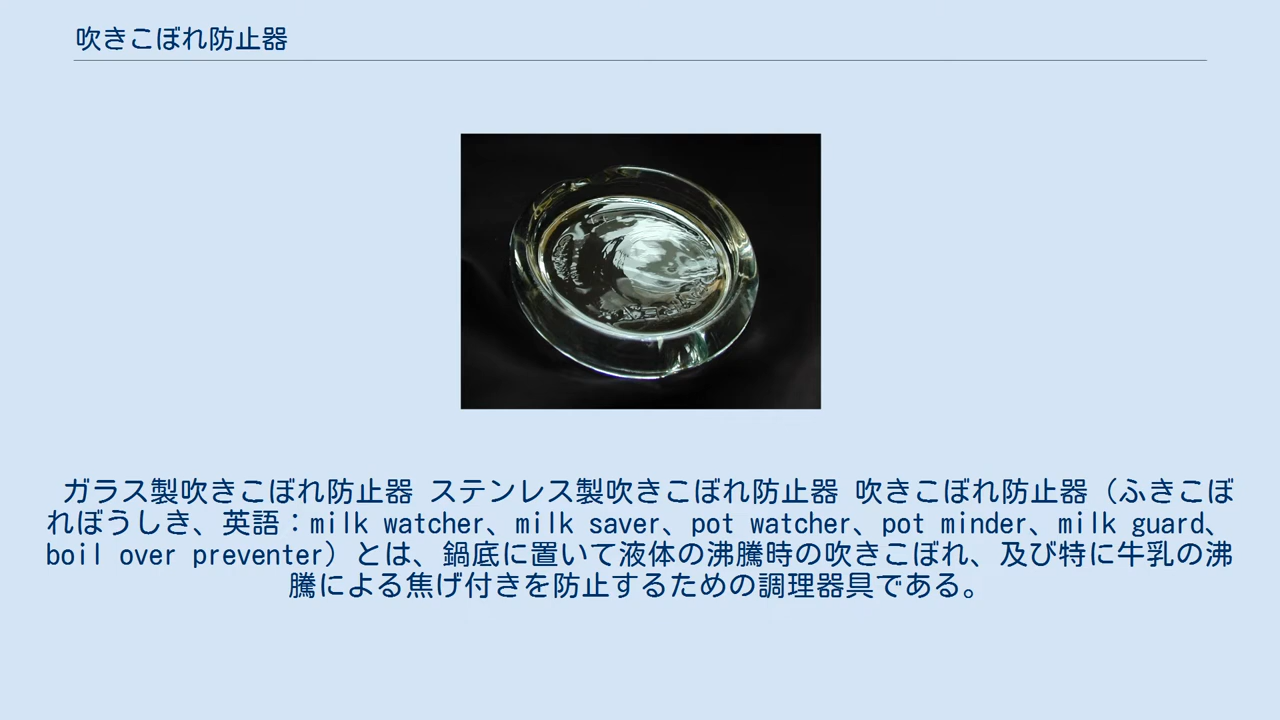 吹きこぼれ防止器
ガラス製吹きこぼれ防止器 ステンレス製吹きこぼれ防止器 吹きこぼれ防止器（ふきこぼ
れぼうしき、英語：milk watcher、milk saver、pot watcher、pot minder、milk guard、
boil over preventer）とは、鍋底に置いて液体の沸騰時の吹きこぼれ、及び特に牛乳の沸
騰による焦げ付きを防止するための調理器具である。